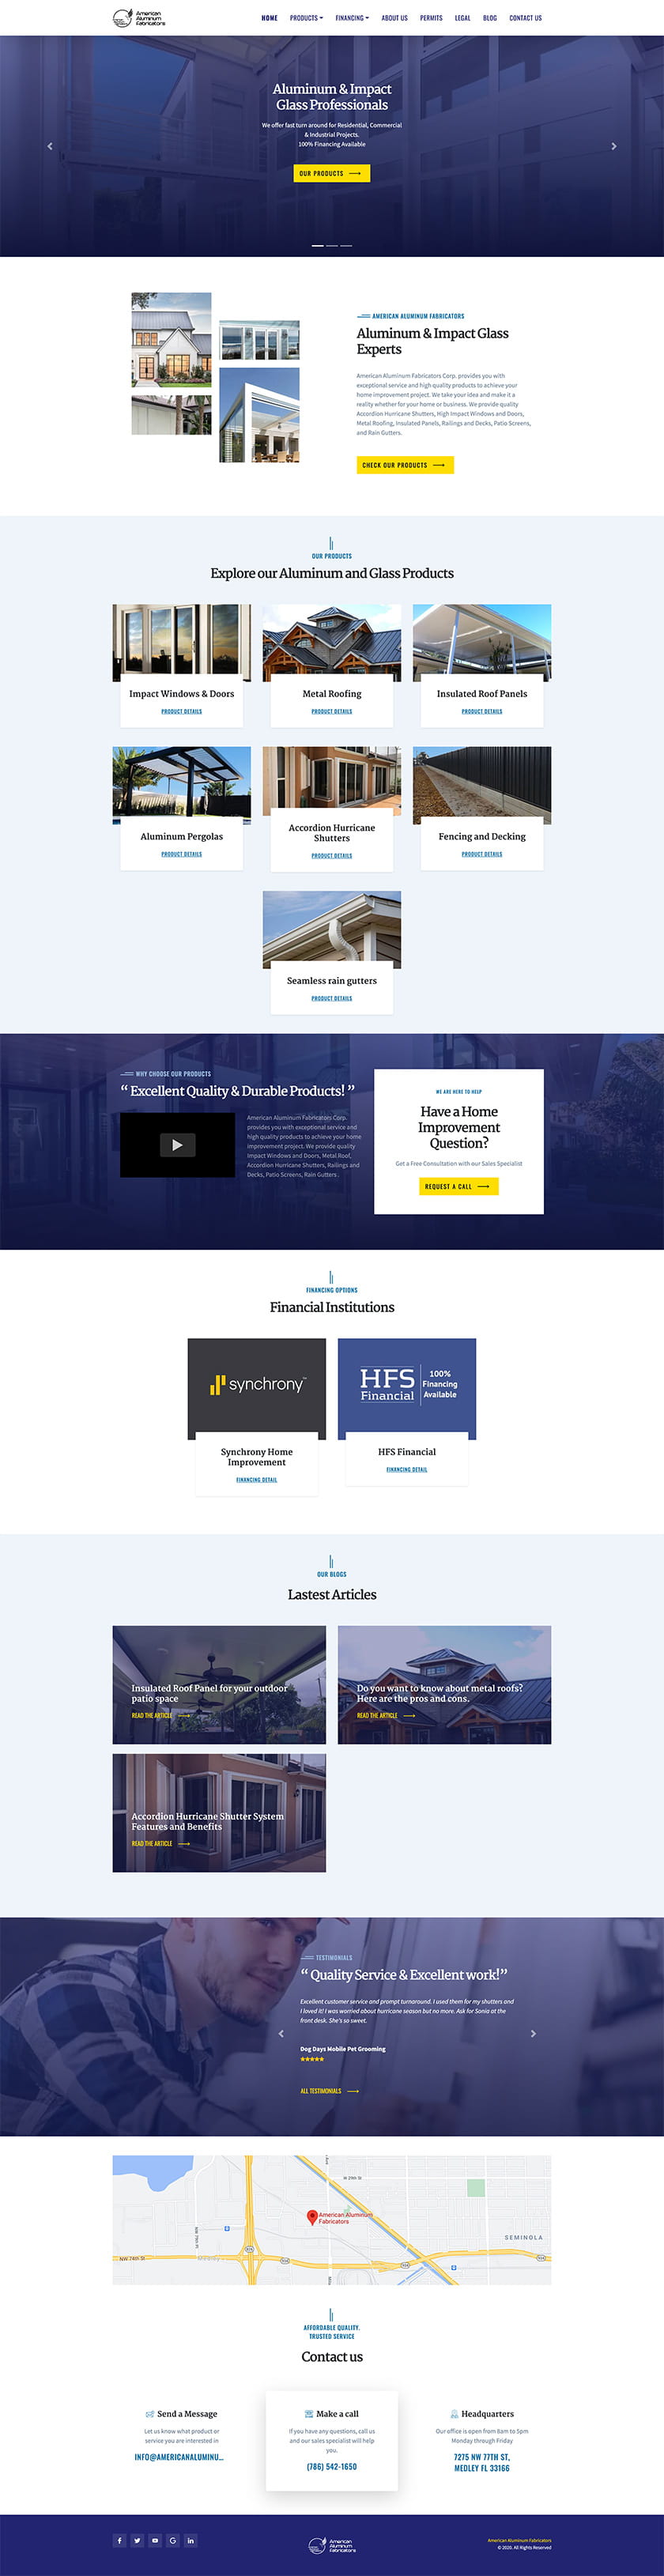 American
Aluminum
Fabricators
HOME PRODUCTS FINANCING ABOUT US PERMITS LEGAL BLOG CONTACT US
Aluminum & Impact
Glass Professionals
We offer fast turn around for Residential, Commercial
& Industrial Projects.
100% Financing Available
OUR PRODUCTS
AMERICAN ALUMINUM FABRICATORS
Aluminum & Impact Glass
Experts
American Aluminum Fabricators Corp. provides you with
exceptional service and high quality products to achieve your
home improvement project. We take your idea and make it a
reality whether for your home or business. We provide quality
Accordion Hurricane Shutters, High Impact Windows and Doors,
Metal Roofing, Insulated Panels, Railings and Decks, Patio Screens,
and Rain Gutters.
CHECK OUR PRODUCTS
OUR PRODUCTS
Explore our Aluminum and Glass Products
Impact Windows & Doors
PRODUCT DETAILS
Metal Roofing
PRODUCT DETAILS
Insulated Roof Panels
PRODUCT DETAILS
Aluminum Pergolas
PRODUCT DETAILS
Accordion Hurricane
Shutters
PRODUCT DETAILS
Fencing and Decking
PRODUCT DETAILS
Seamless rain gutters
PRODUCT DETAILS
WHY CHOOSE OUR PRODUCTS
“ Excellent Quality & Durable Products! ”
American Aluminum Fabricators Corp.
provides you with exceptional service and
high quality products to achieve your home
improvement project. We provide quality
Impact Windows and Doors, Metal Roof,
Accordion Hurricane Shutters, Railings and
Decks, Patio Screens, Rain Gutters
WE ARE HERE TO HELP
Have a Home
Improvement
Question?
Get a Free Consultation with our Sales Specialist
REQUEST A CALL
FINANCING OPTIONS
Financial Institutions
synchrony
Synchrony Home
Improvement
FINANCING DETAIL
HFS
Financial
100%
Financing
Available
HFS Financial
FINANCING DETAIL
OUR BLOGS
Lastest Articles
Insulated Roof Panel for your outdoor
patio space
READ THE ARTICLE
Do you want to know about metal roofs?
Here are the pros and cons.
READ THE ARTICLE
Accordion Hurricane Shutter System
Features and Benefits
READ THE ARTICLE
TESTIMONIALS
“ Quality Service & Excellent work!”
Excellent customer service and prompt turnaround. I used them for my shutters and
I loved it! I was worried about hurricane season but no more. Ask for Sonia at the
front desk. She's so sweet.
Dog Days Mobile Pet Grooming
ALL TESTIMONIALS
American Aluminum
Fabricators
SEMINOLA
NW 74th St
AFFORDABLE QUALITY,
TRUSTED SERVICE
Contact us
Send a Message
Let us know what product or
service you are interested in
INFO@AMERICANALUMINU...
Make a call
If you have any questions, call us
and our sales specialist will help
you.
(786) 542-1650
Headquarters
Our office is open from 8am to 5pm
Monday through Friday
7275 NW 77TH ST,
MEDLEY FL 33166
American
Aluminum
Fabricators
American Aluminum Fabricators
© 2020. All Rights Reserved